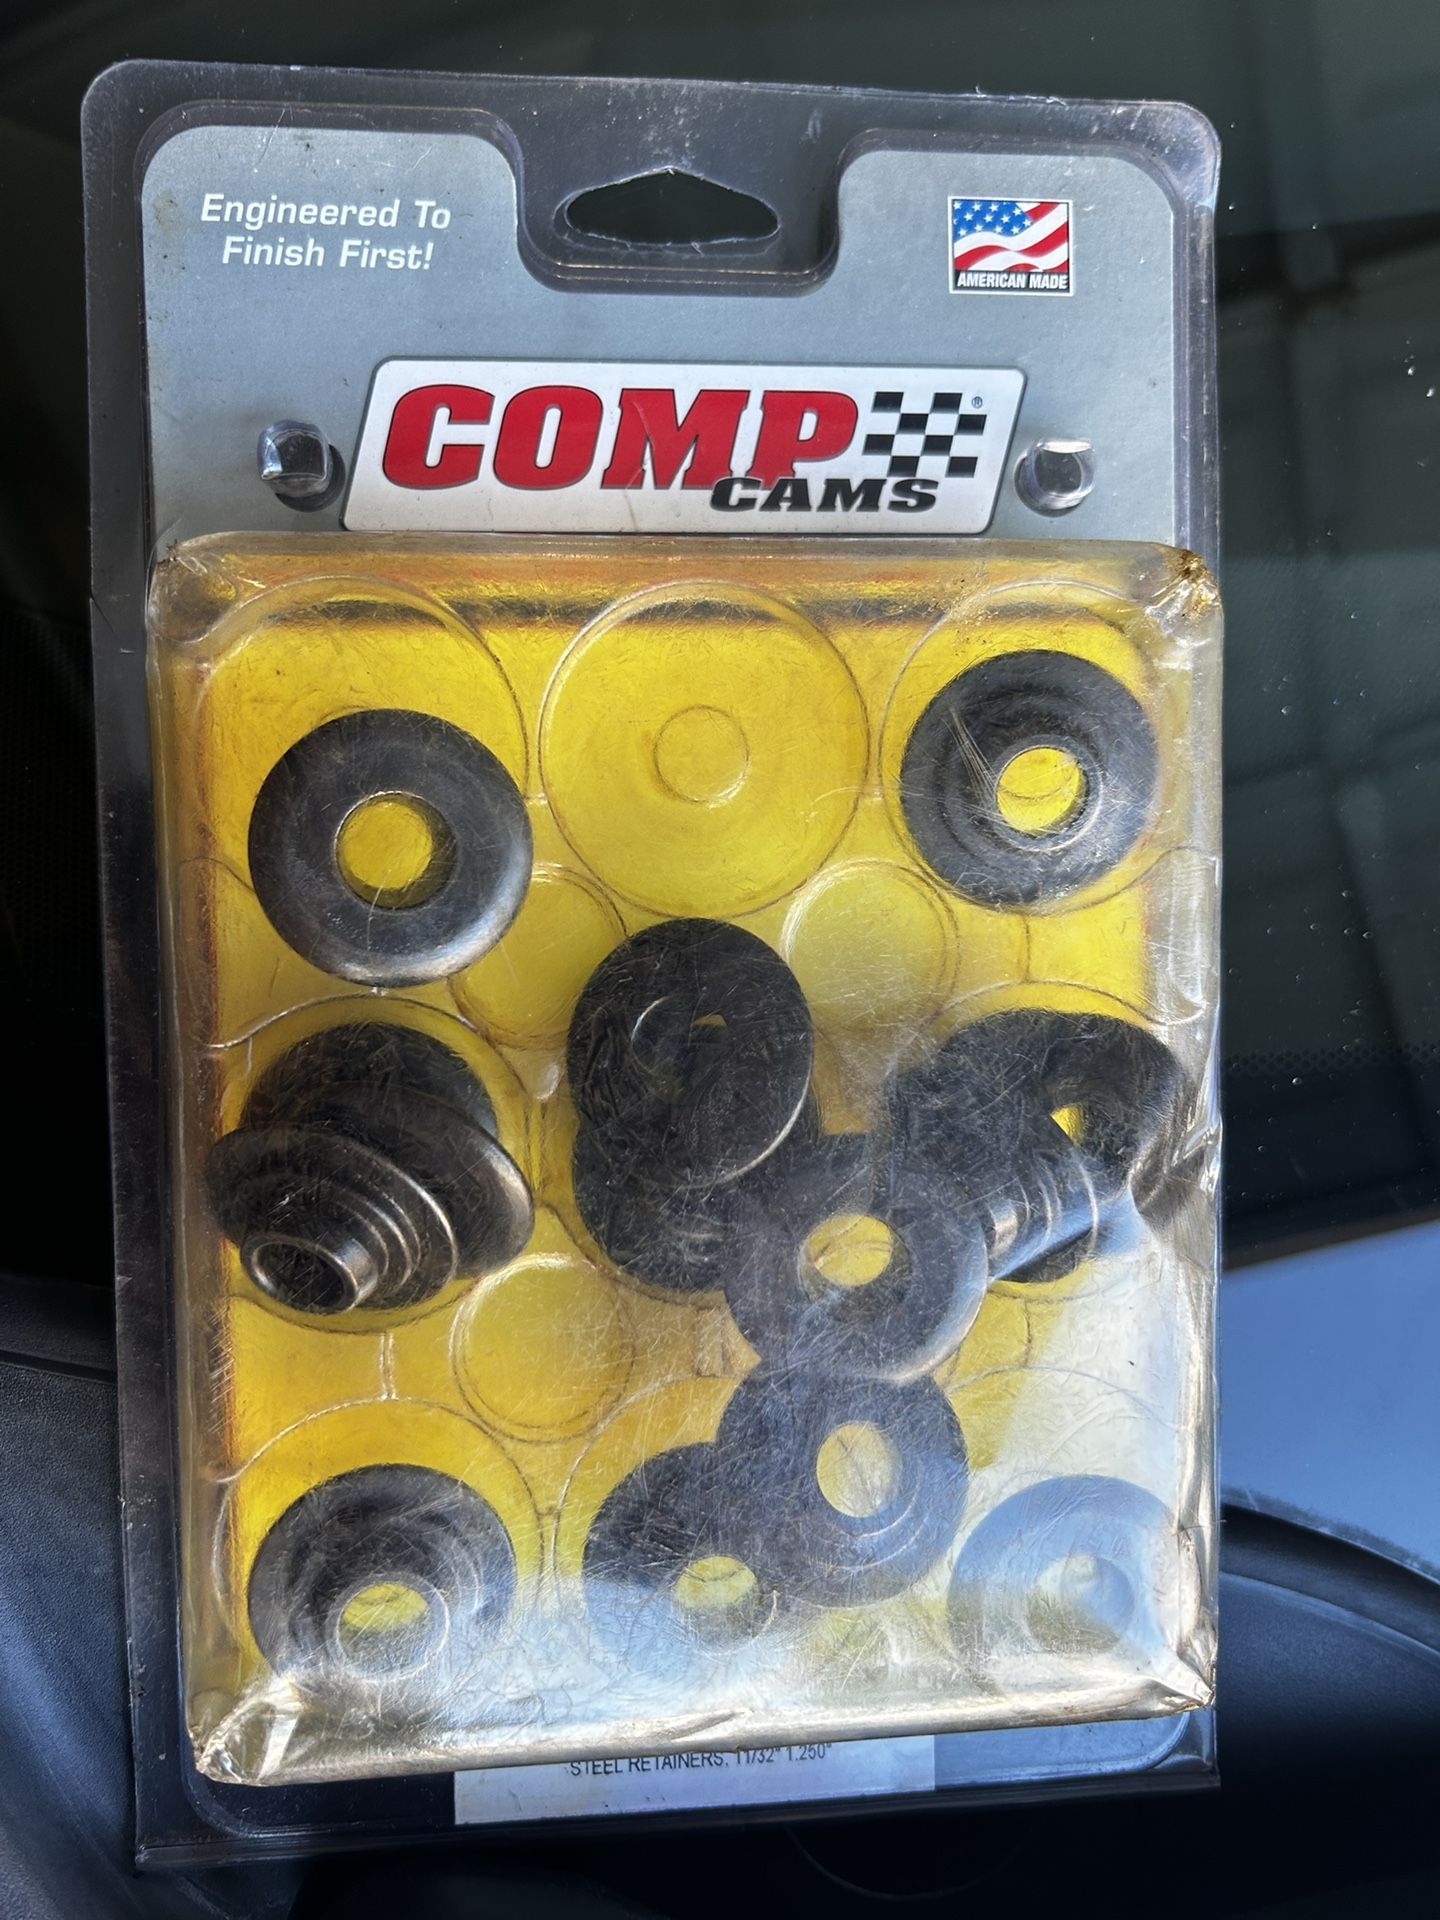 Engineered To
Finish First!
AMERICAN MADE
COMP ®
CAMS
STEEL RETAINERS, 11/32" 1.250"